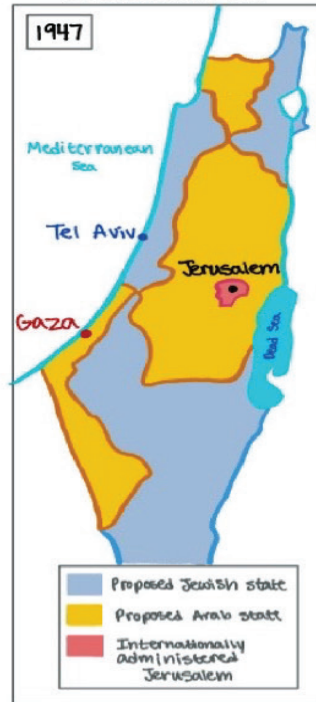 1947
Mediterranean
Sea
Tel Aviv
Jerusalem
Gaza
Dead Sea
Proposed Jewish state
Proposed Arab state
Internationally
administered
Jerusalem